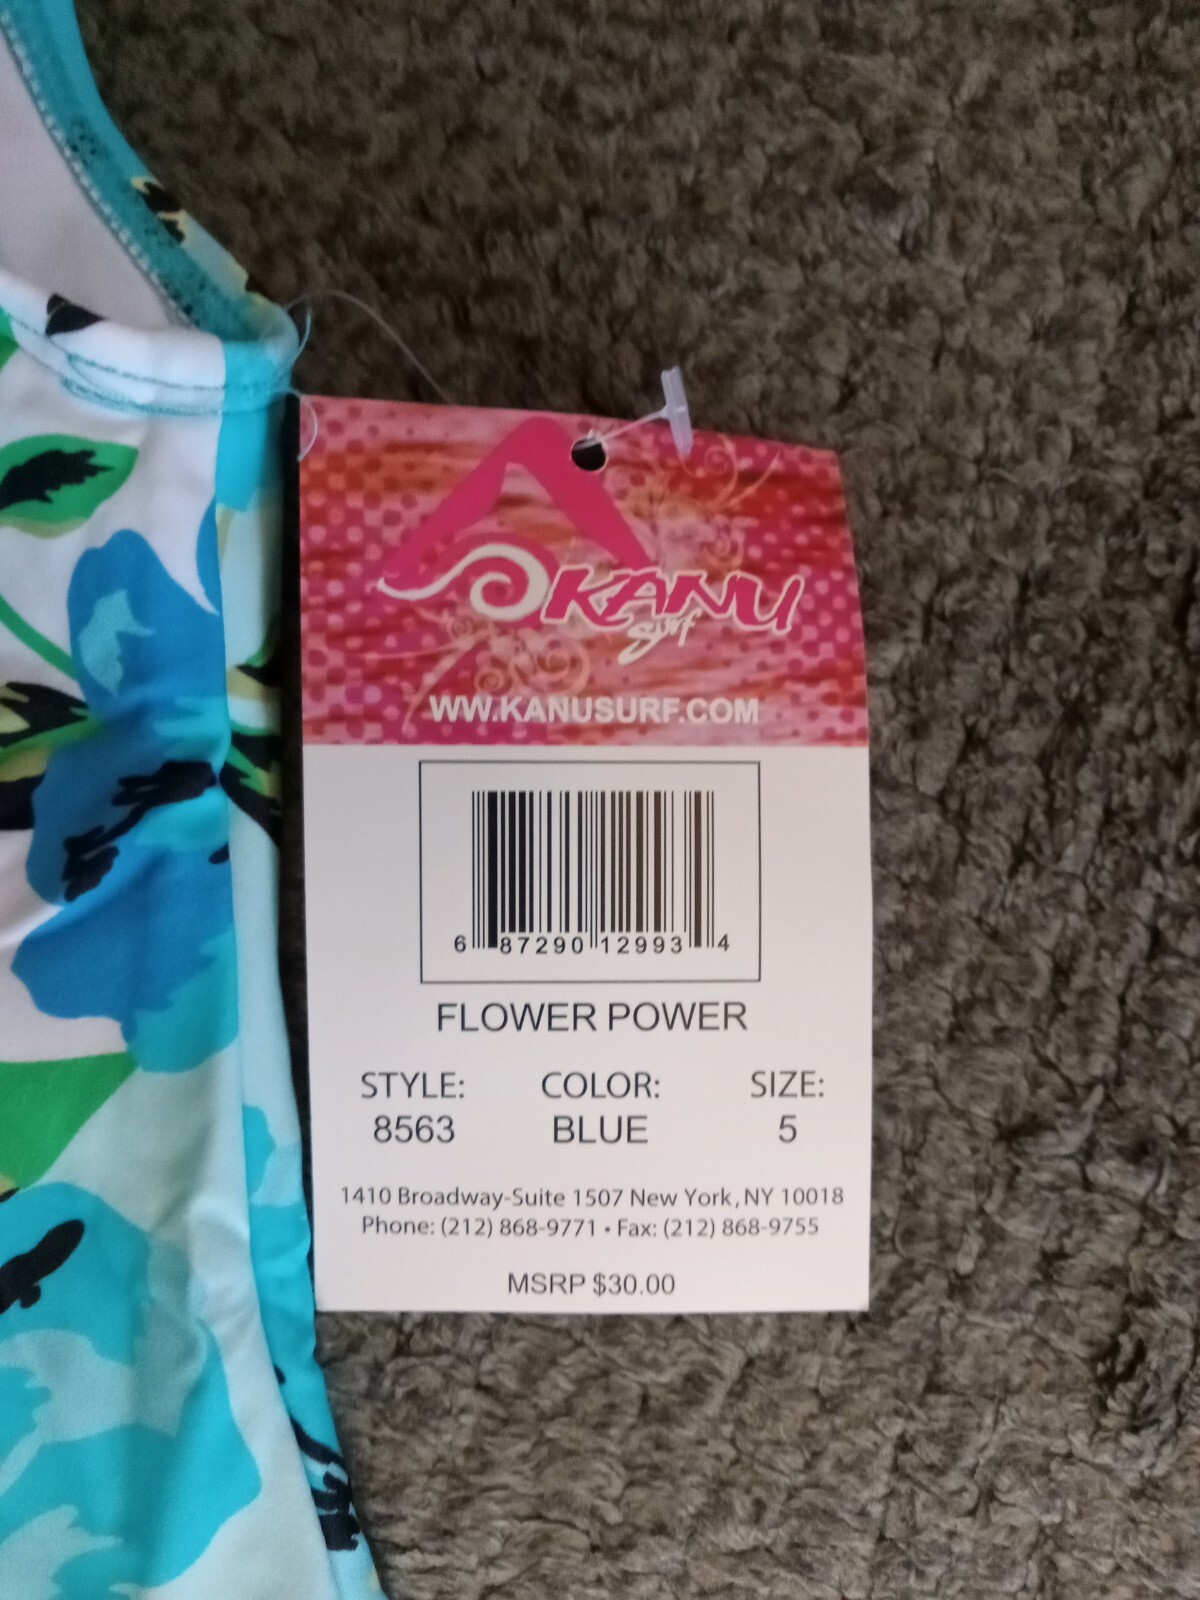 KANU
Surf
WWW.KANUSURF.COM
6 87290 12993 4
FLOWER POWER
STYLE: COLOR: SIZE:
8563 BLUE 5
1410 Broadway-Suite 1507 New York, NY 10018
Phone: (212) 868-9771 • Fax: (212) 868-9755
MSRP $30.00